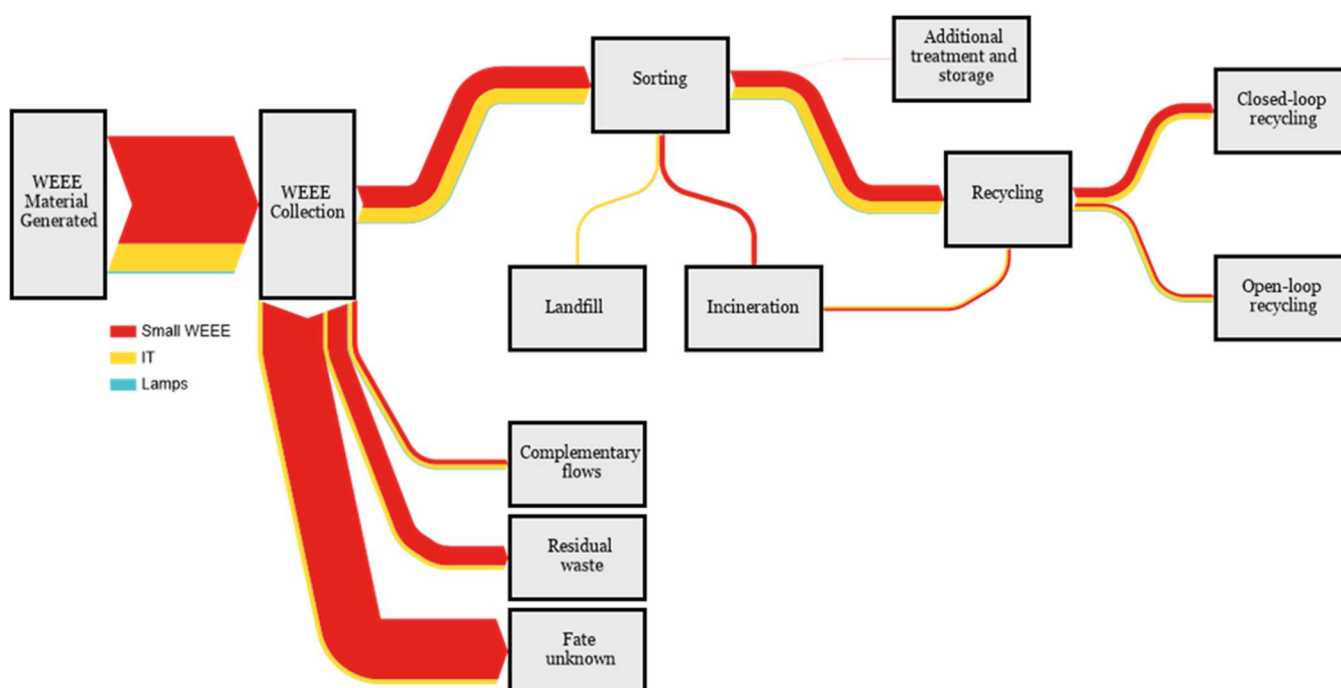 WEEE
Material
Generated
WEEE
Collection
Sorting
Additional
treatment and
storage
Closed-loop
recycling
Recycling
Open-loop
recycling
Landfill
Incineration
Small WEEE
IT
Lamps
Complementary
flows
Residual
waste
Fate
unknown